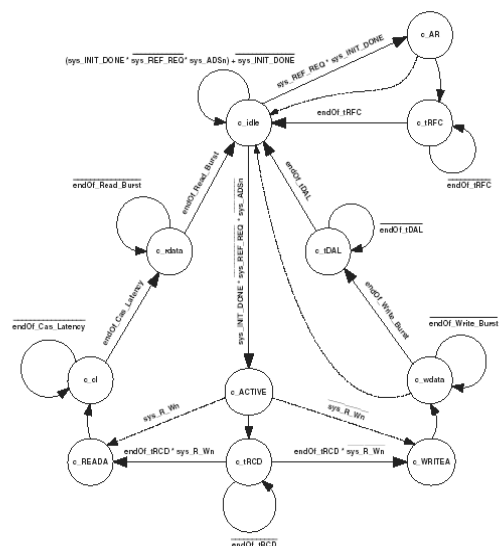 c_AR
(sys_INIT_DONE * sys_REF_REQ * sys_ADSn) + sys_INIT_DONE
sys_REF_REQ * sys_INIT_DONE
c_idle
endOf_tRFC
c_tRFC
endOf_tRFC
endOf_Read_Burst
endOf_Read_Burst
sys_INIT_DONE * sys_REF_REQ * sys_ADSn
endOf_tDAL
endOf_tDAL
c_rdata
c_tDAL
endOf_Cas_Latency
endOf_Write_Burst
endOf_Cas_Latency
endOf_Write_Burst
c_cl
c_wdata
c_ACTIVE
sys_R_Wn
sys_R_Wn
c_READA
endOf_tRCD * sys_R_Wn
c_tRCD
endOf_tRCD * sys_R_Wn
c_WRITEA
endOf_tRCD